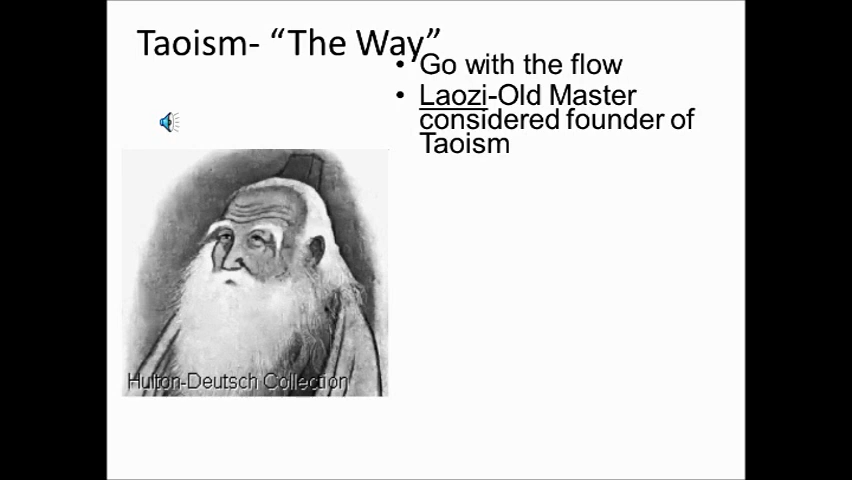 Taoism- “The Way”
• Go with the flow
• Laozi-Old Master
considered founder of
Taoism
Hulton-Deutsch Collection